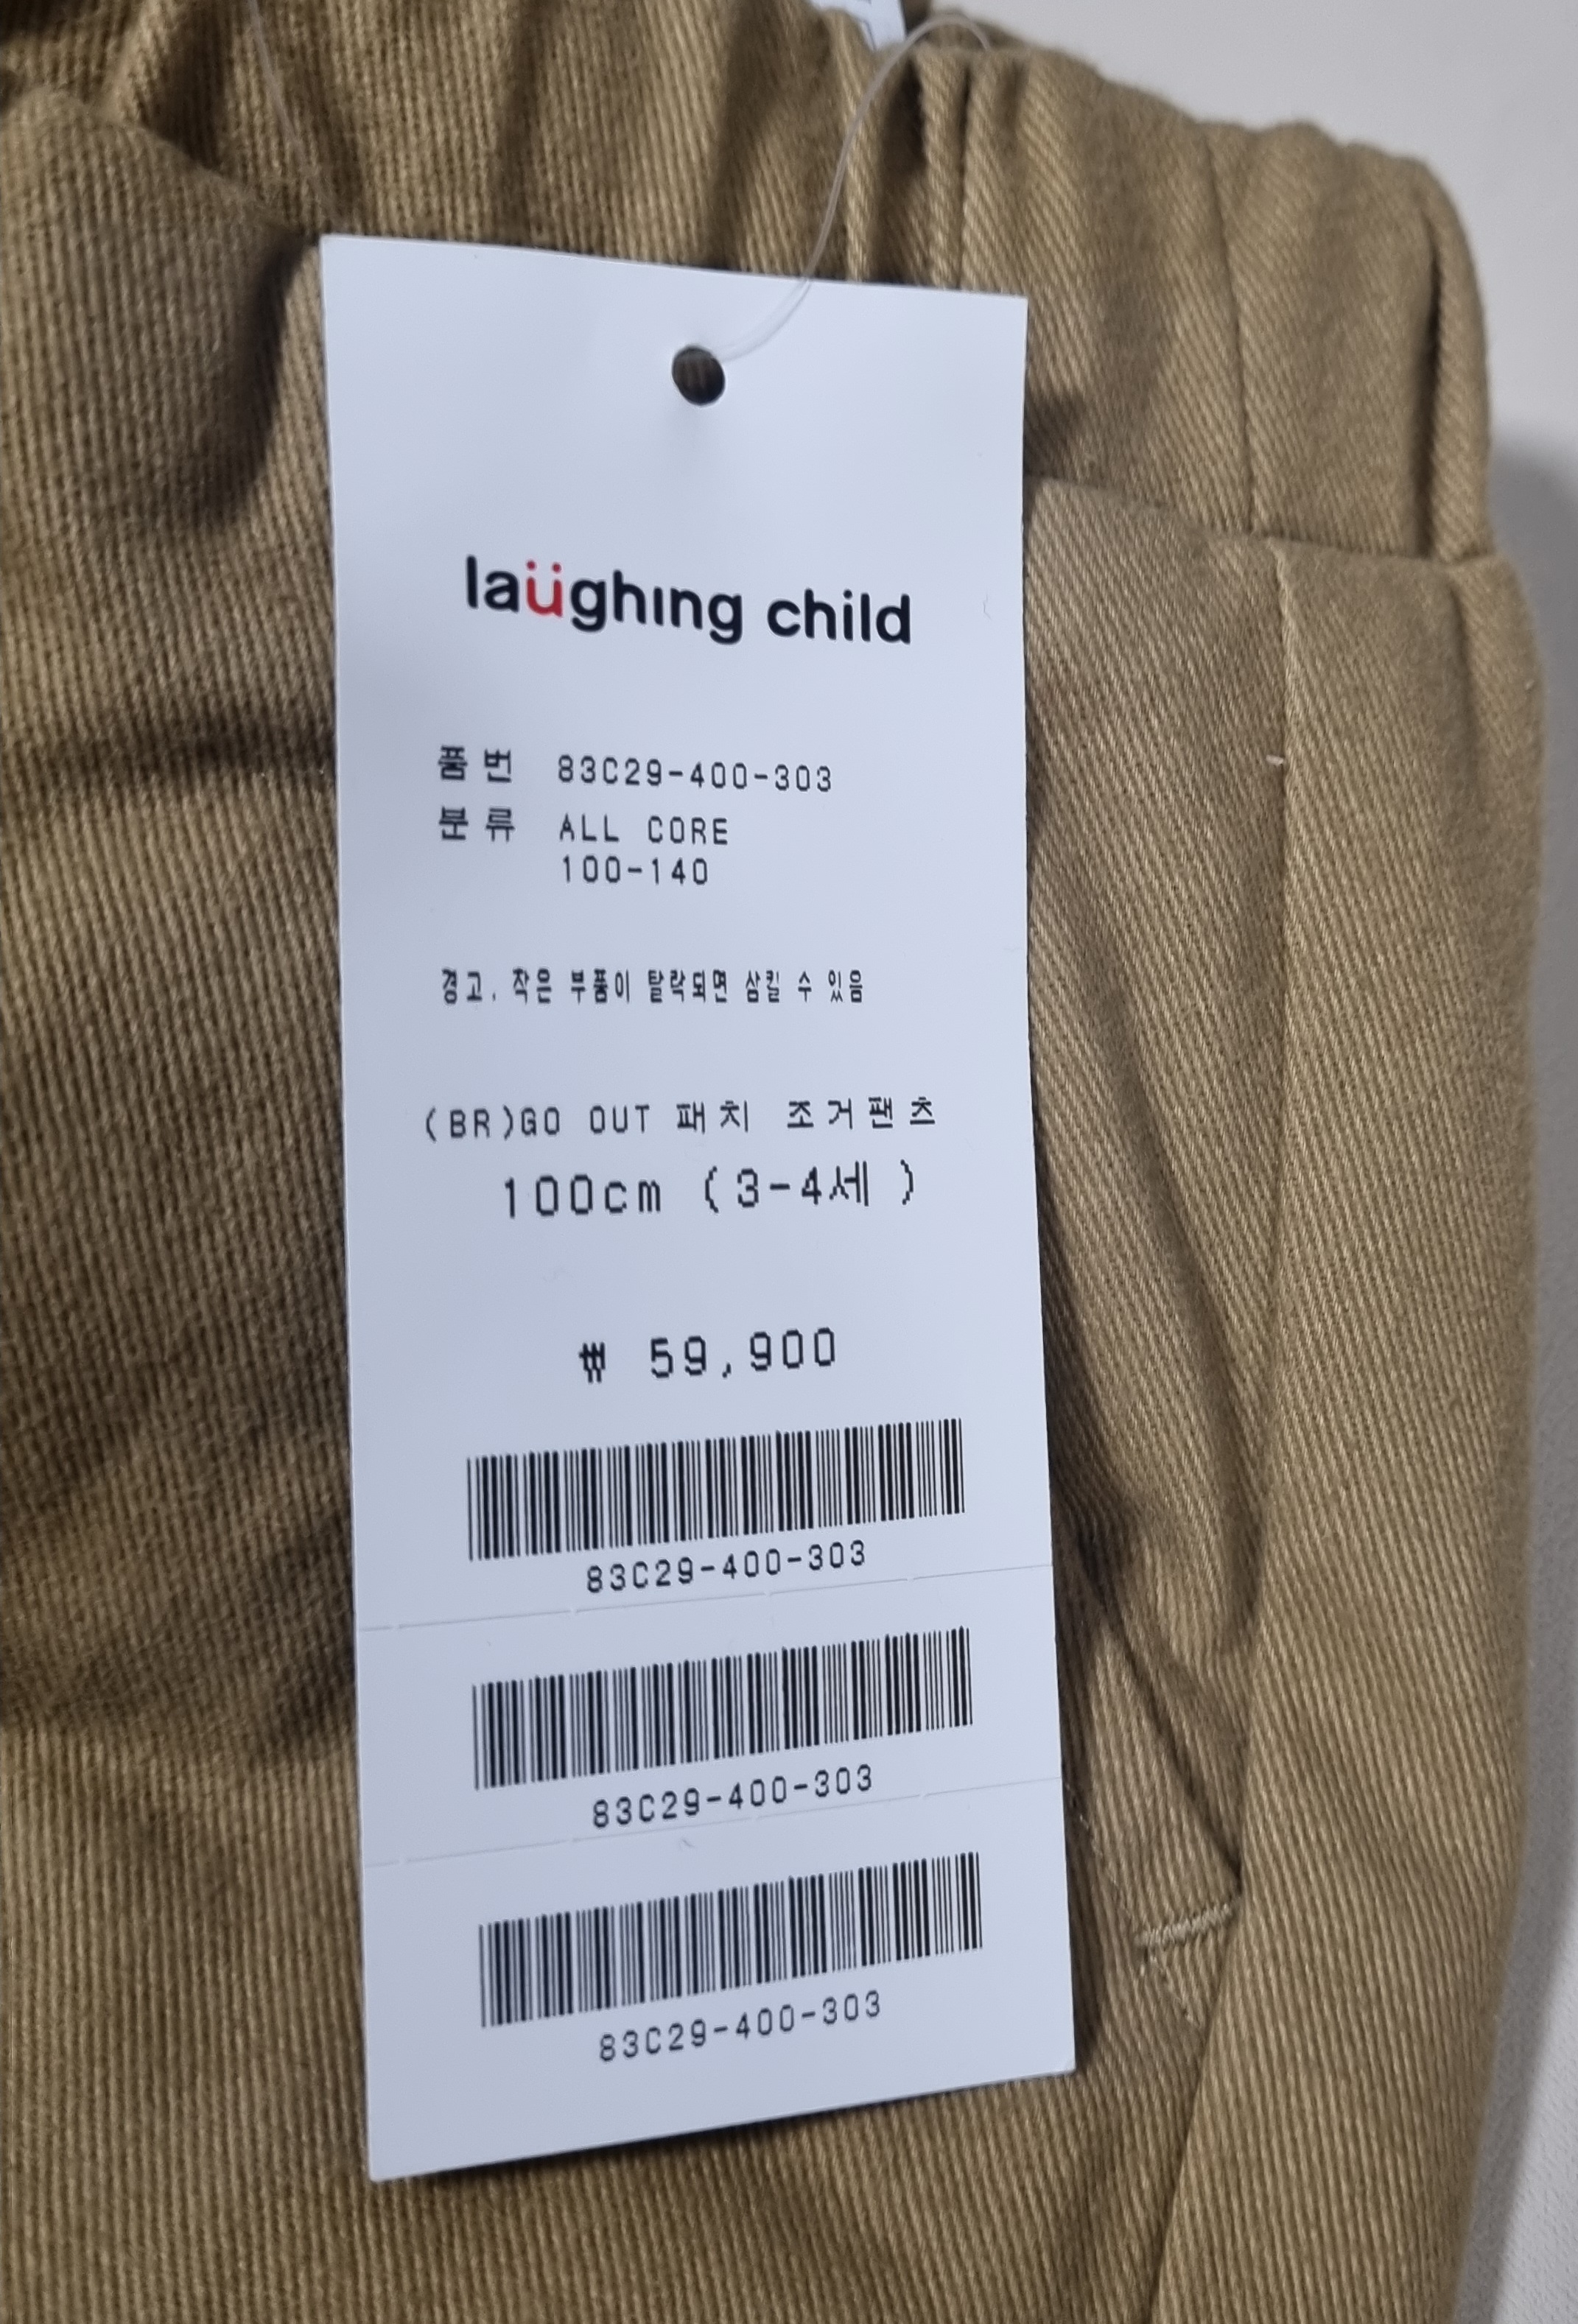 laüghıng child
품번 83C29-400-303
분류 ALL CORE
100-140
경고. 작은 부품이 탈락되면 삼킬 수 있음
(BR)GO OUT 패치 조거팬츠
100cm (3-4세 )
₩ 59,900
83C29-400-303
83C29-400-303
83C29-400-303